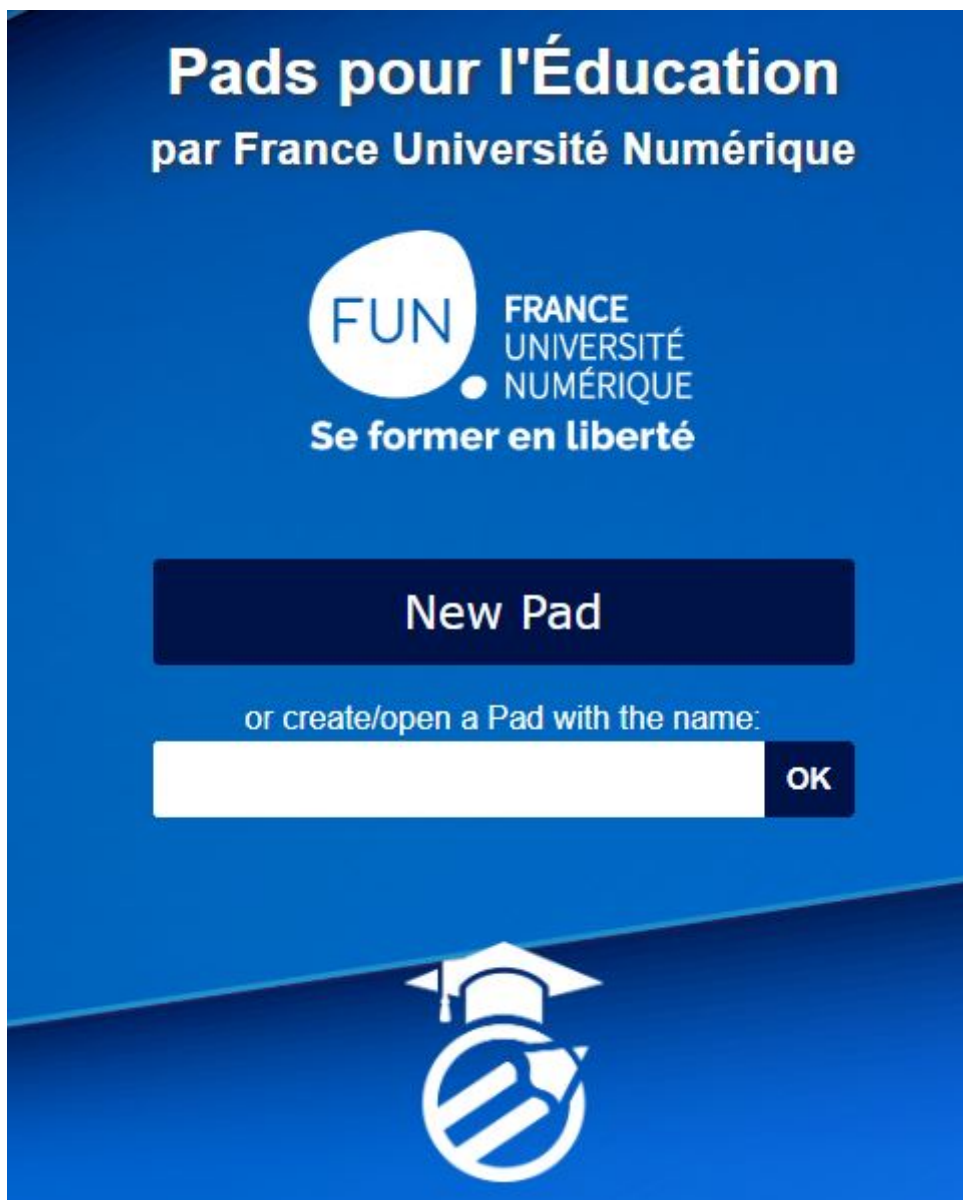 Pads pour l'Éducation
par France Université Numérique
FUN
FRANCE
UNIVERSITÉ
NUMÉRIQUE
Se former en liberté
New Pad
or create/open a Pad with the name:
OK